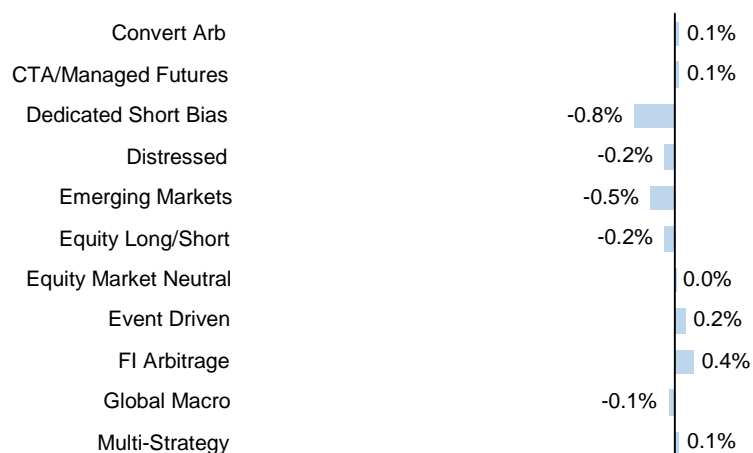 Convert Arb 0.1%
CTA/Managed Futures 0.1%
Dedicated Short Bias -0.8%
Distressed -0.2%
Emerging Markets -0.5%
Equity Long/Short -0.2%
Equity Market Neutral 0.0%
Event Driven 0.2%
FI Arbitrage 0.4%
Global Macro -0.1%
Multi-Strategy 0.1%